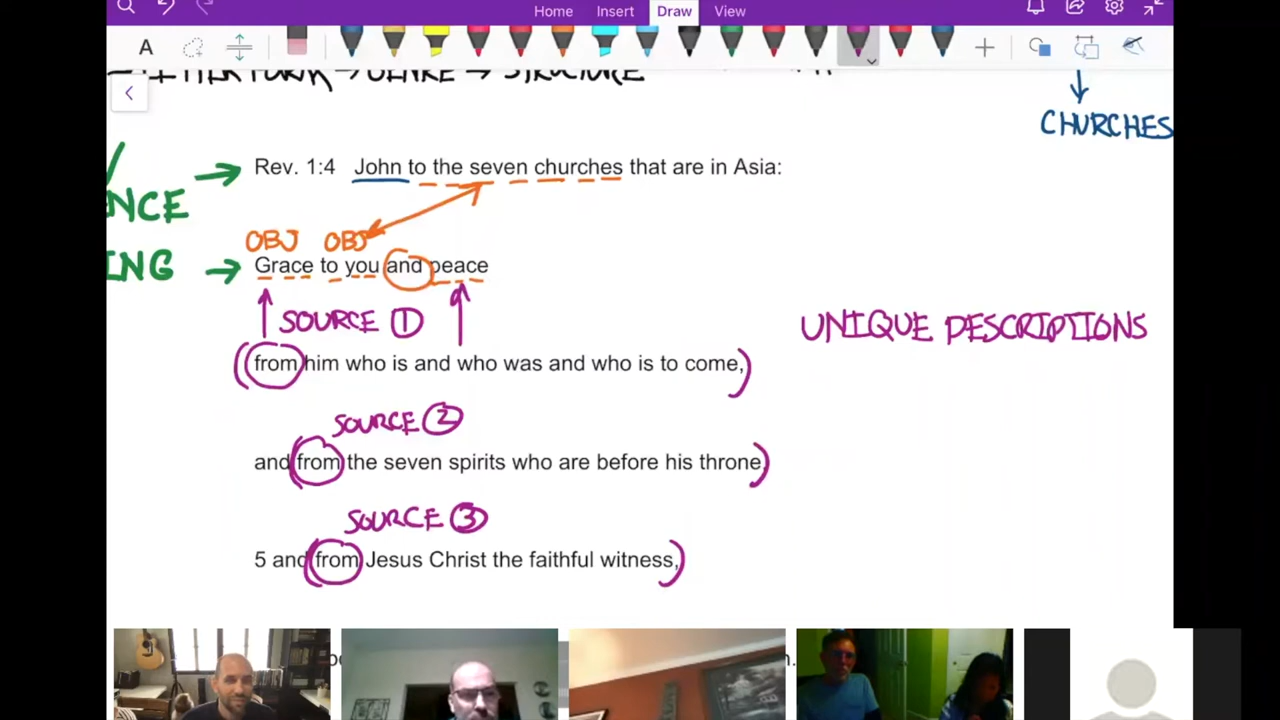 Home Insert Draw View
A
→ GENRE → STRUCTURE
CHURCHES
Rev. 1:4 John to the seven churches that are in Asia:
NCE
OBJ OBJ
ING
Grace to you and peace
SOURCE 1
UNIQUE DESCRIPTIONS
from him who is and who was and who is to come,
SOURCE 2
and from the seven spirits who are before his throne,
SOURCE 3
5 and from Jesus Christ the faithful witness,